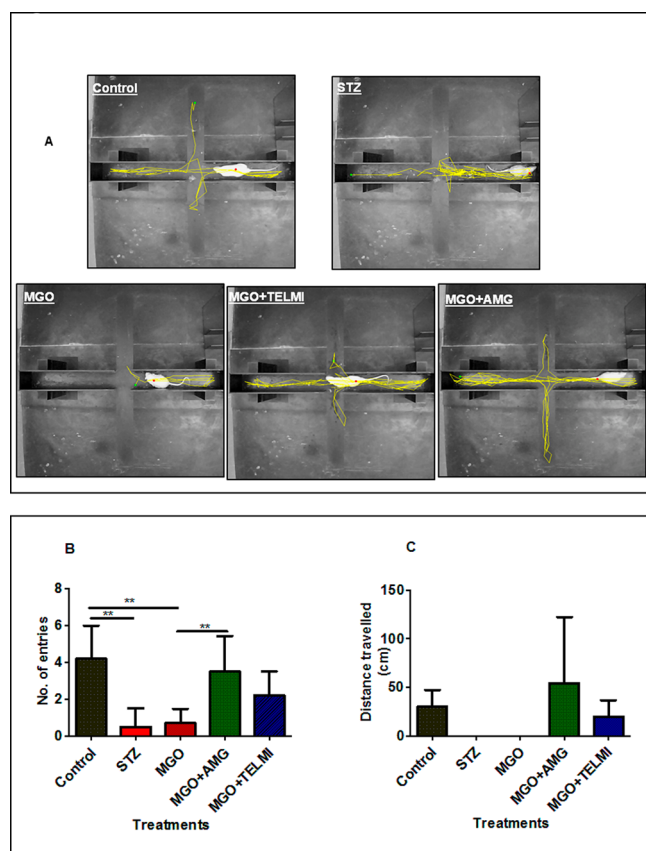 Control
STZ
A
MGO
MGO+TELMI
MGO+AMG
B
C
8
6
4
2
0
No. of entries
**
**
**
Control
STZ
MGO
MGO+AMG
MGO+TELMI
Treatments
150
100
50
0
Distance travelled
(cm)
Control
STZ
MGO
MGO+AMG
MGO+TELMI
Treatments